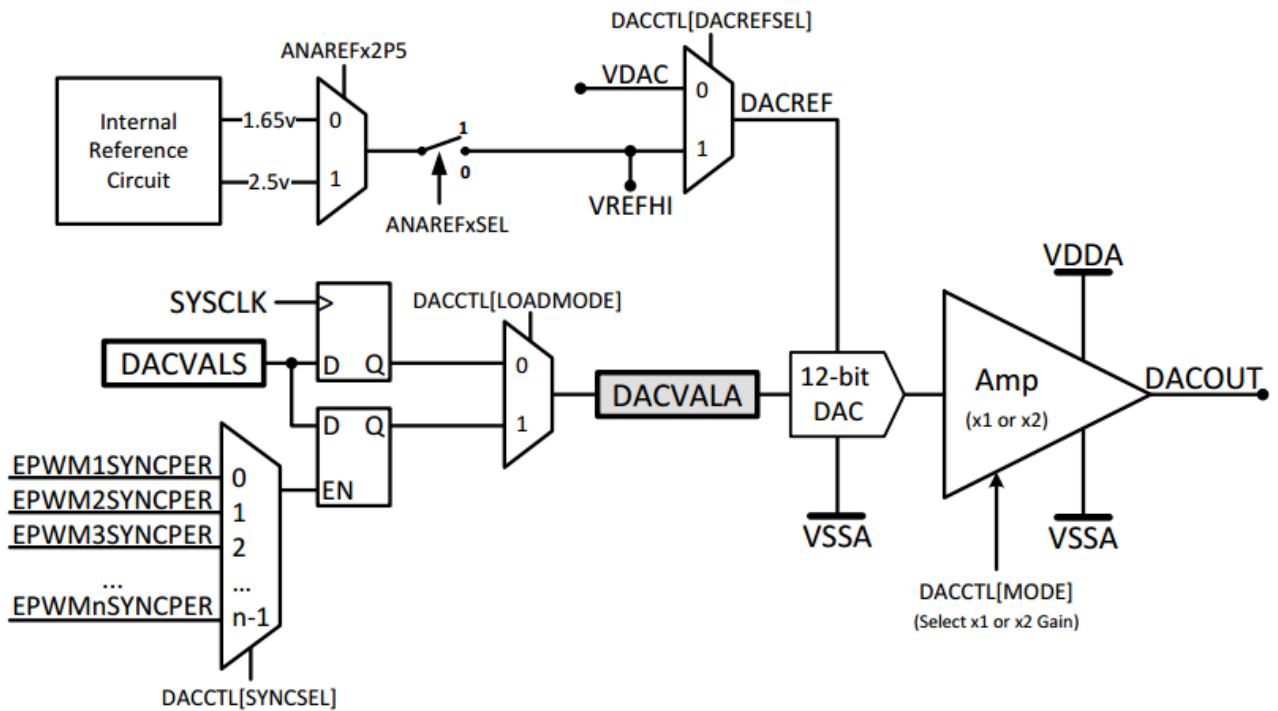 DACCTL[DACREFSEL]
ANAREFx2P5
VDAC
0
DACREF
Internal
Reference
Circuit
1.65v
0
1
1
2.5v
1
0
VREFHI
ANAREFxSEL
VDDA
SYSCLK
>
DACCTL[LOADMODE]
DACVALS
D
Q
0
12-bit
DAC
Amp
(x1 or x2)
DACOUT
DACVALA
D
Q
1
EPWM1SYNCPER
0
EN
EPWM2SYNCPER
1
EPWM3SYNCPER
2
VSSA
VSSA
...
...
EPWMnSYNCPER
n-1
DACCTL[MODE]
(Select x1 or x2 Gain)
DACCTL[SYNCSEL]